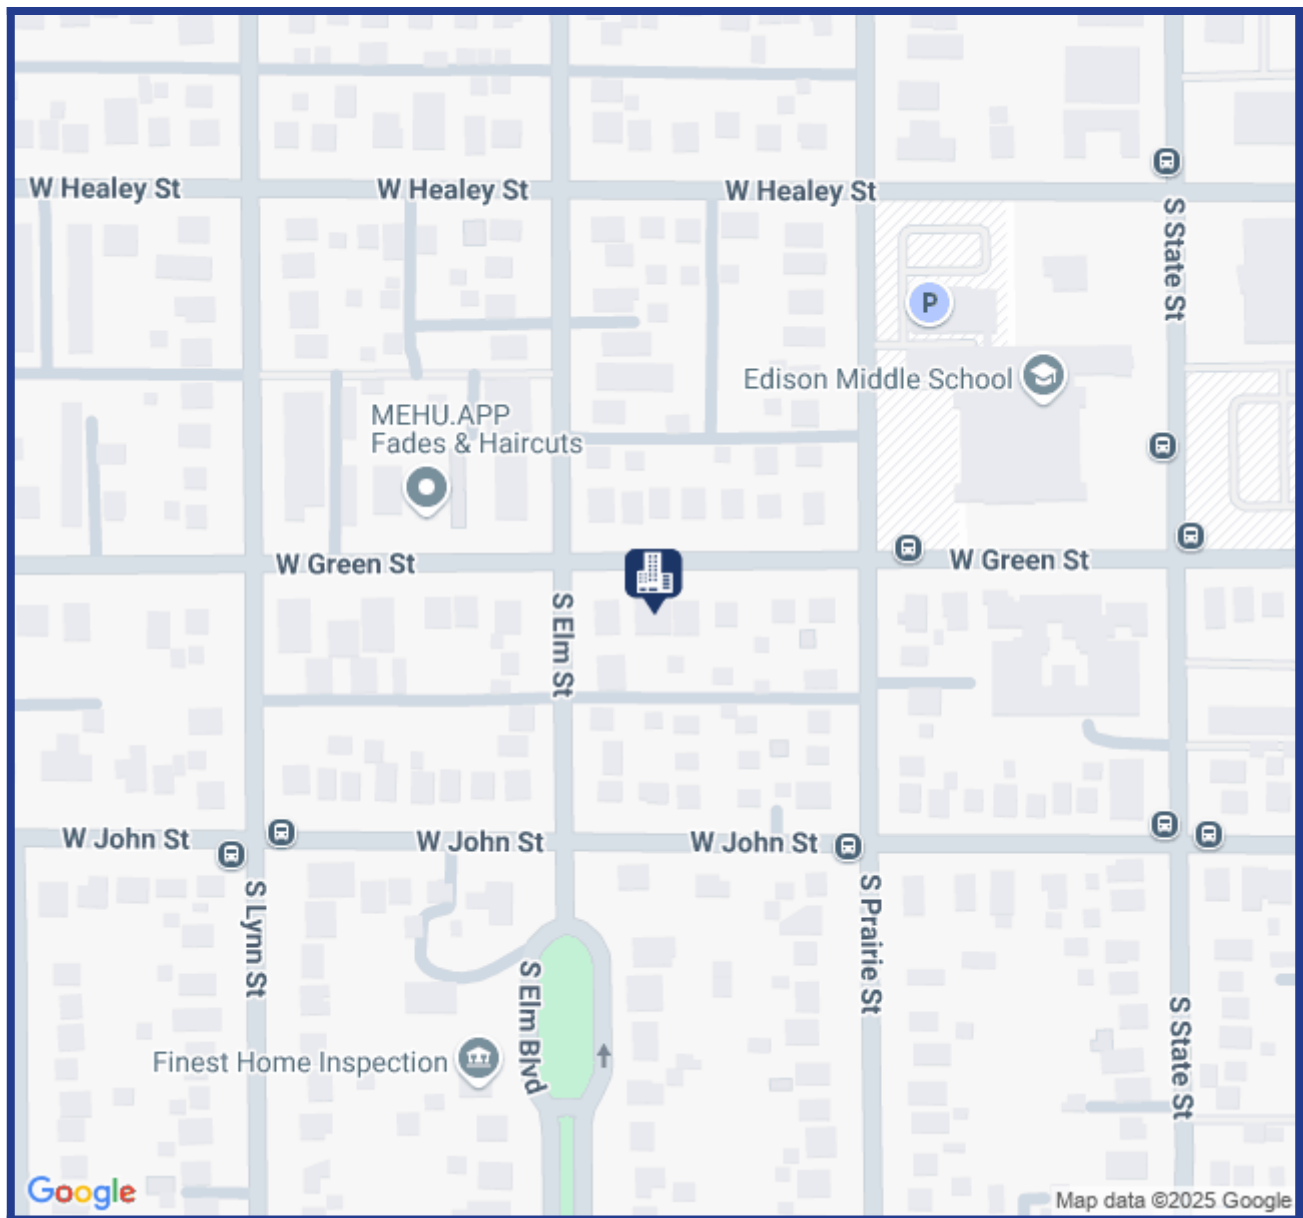 W Healey St
W Healey St
W Healey St
S State St
P
Edison Middle School
MEHU.APP
Fades & Haircuts
W Green St
W Green St
S Elm St
W John St
W John St
W John St
S Lynn St
S Prairie St
S Elm Blvd
Finest Home Inspection
S State St
Google
Map data ©2025 Google